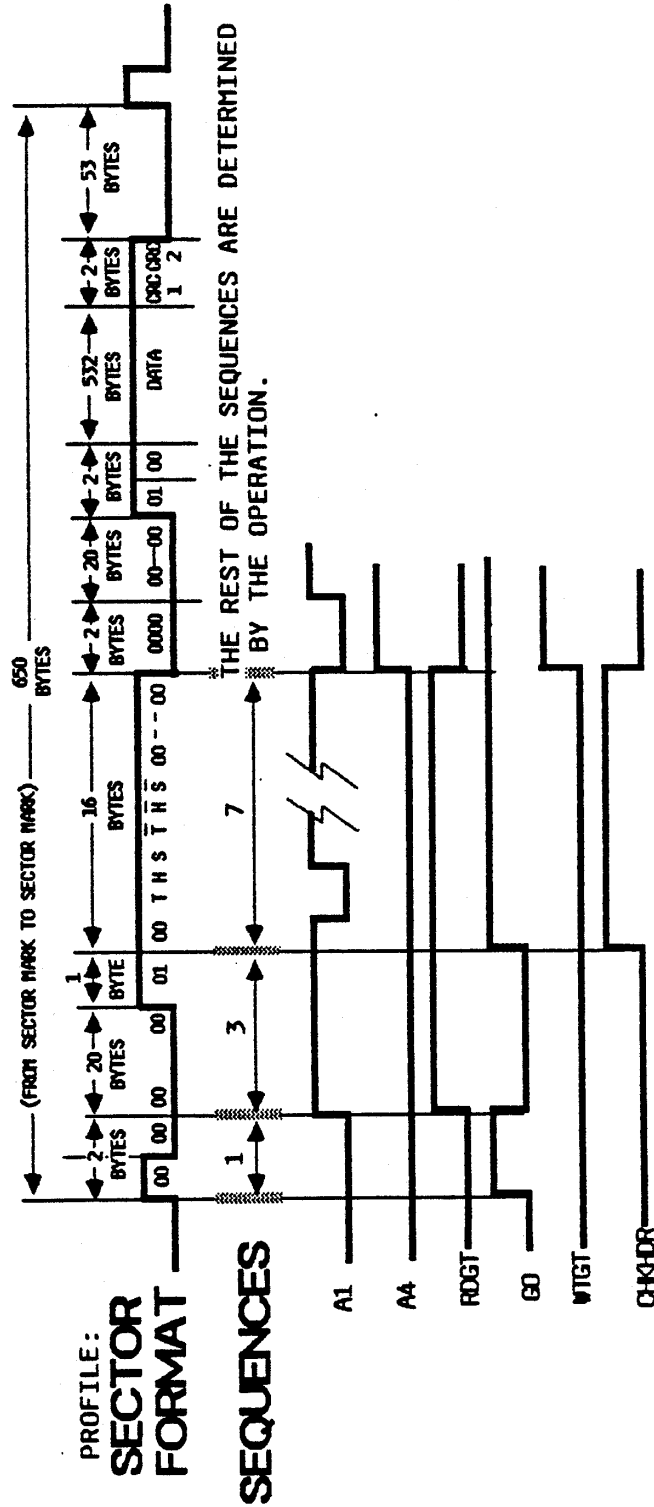 PROFILE:
SECTOR
FORMAT
(FROM SECTOR MARK TO SECTOR MARK)
650
BYTES
2
BYTES
20
BYTES
1
BYTE
16
BYTES
2
BYTES
20
BYTES
2
BYTES
532
BYTES
2
BYTES
53
BYTES
00 00 00 00 01 00 T H S T̅ H̅ S̅ 00 -- 00 0000 00—00 01 00 DATA CRC CRC
1 2
THE REST OF THE SEQUENCES ARE DETERMINED
BY THE OPERATION.
SEQUENCES
1 3 7
A1
A4
RDGT
GO
WTGT
CHKHDR